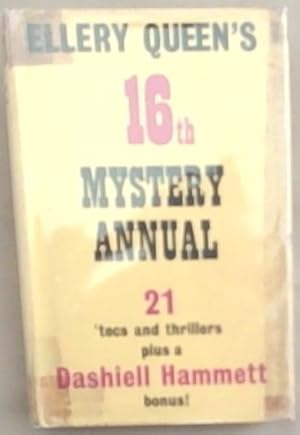 ELLERY QUEEN'S
16th
MYSTERY
ANNUAL
21
'tecs and thrillers
plus a
Dashiell Hammett
bonus!